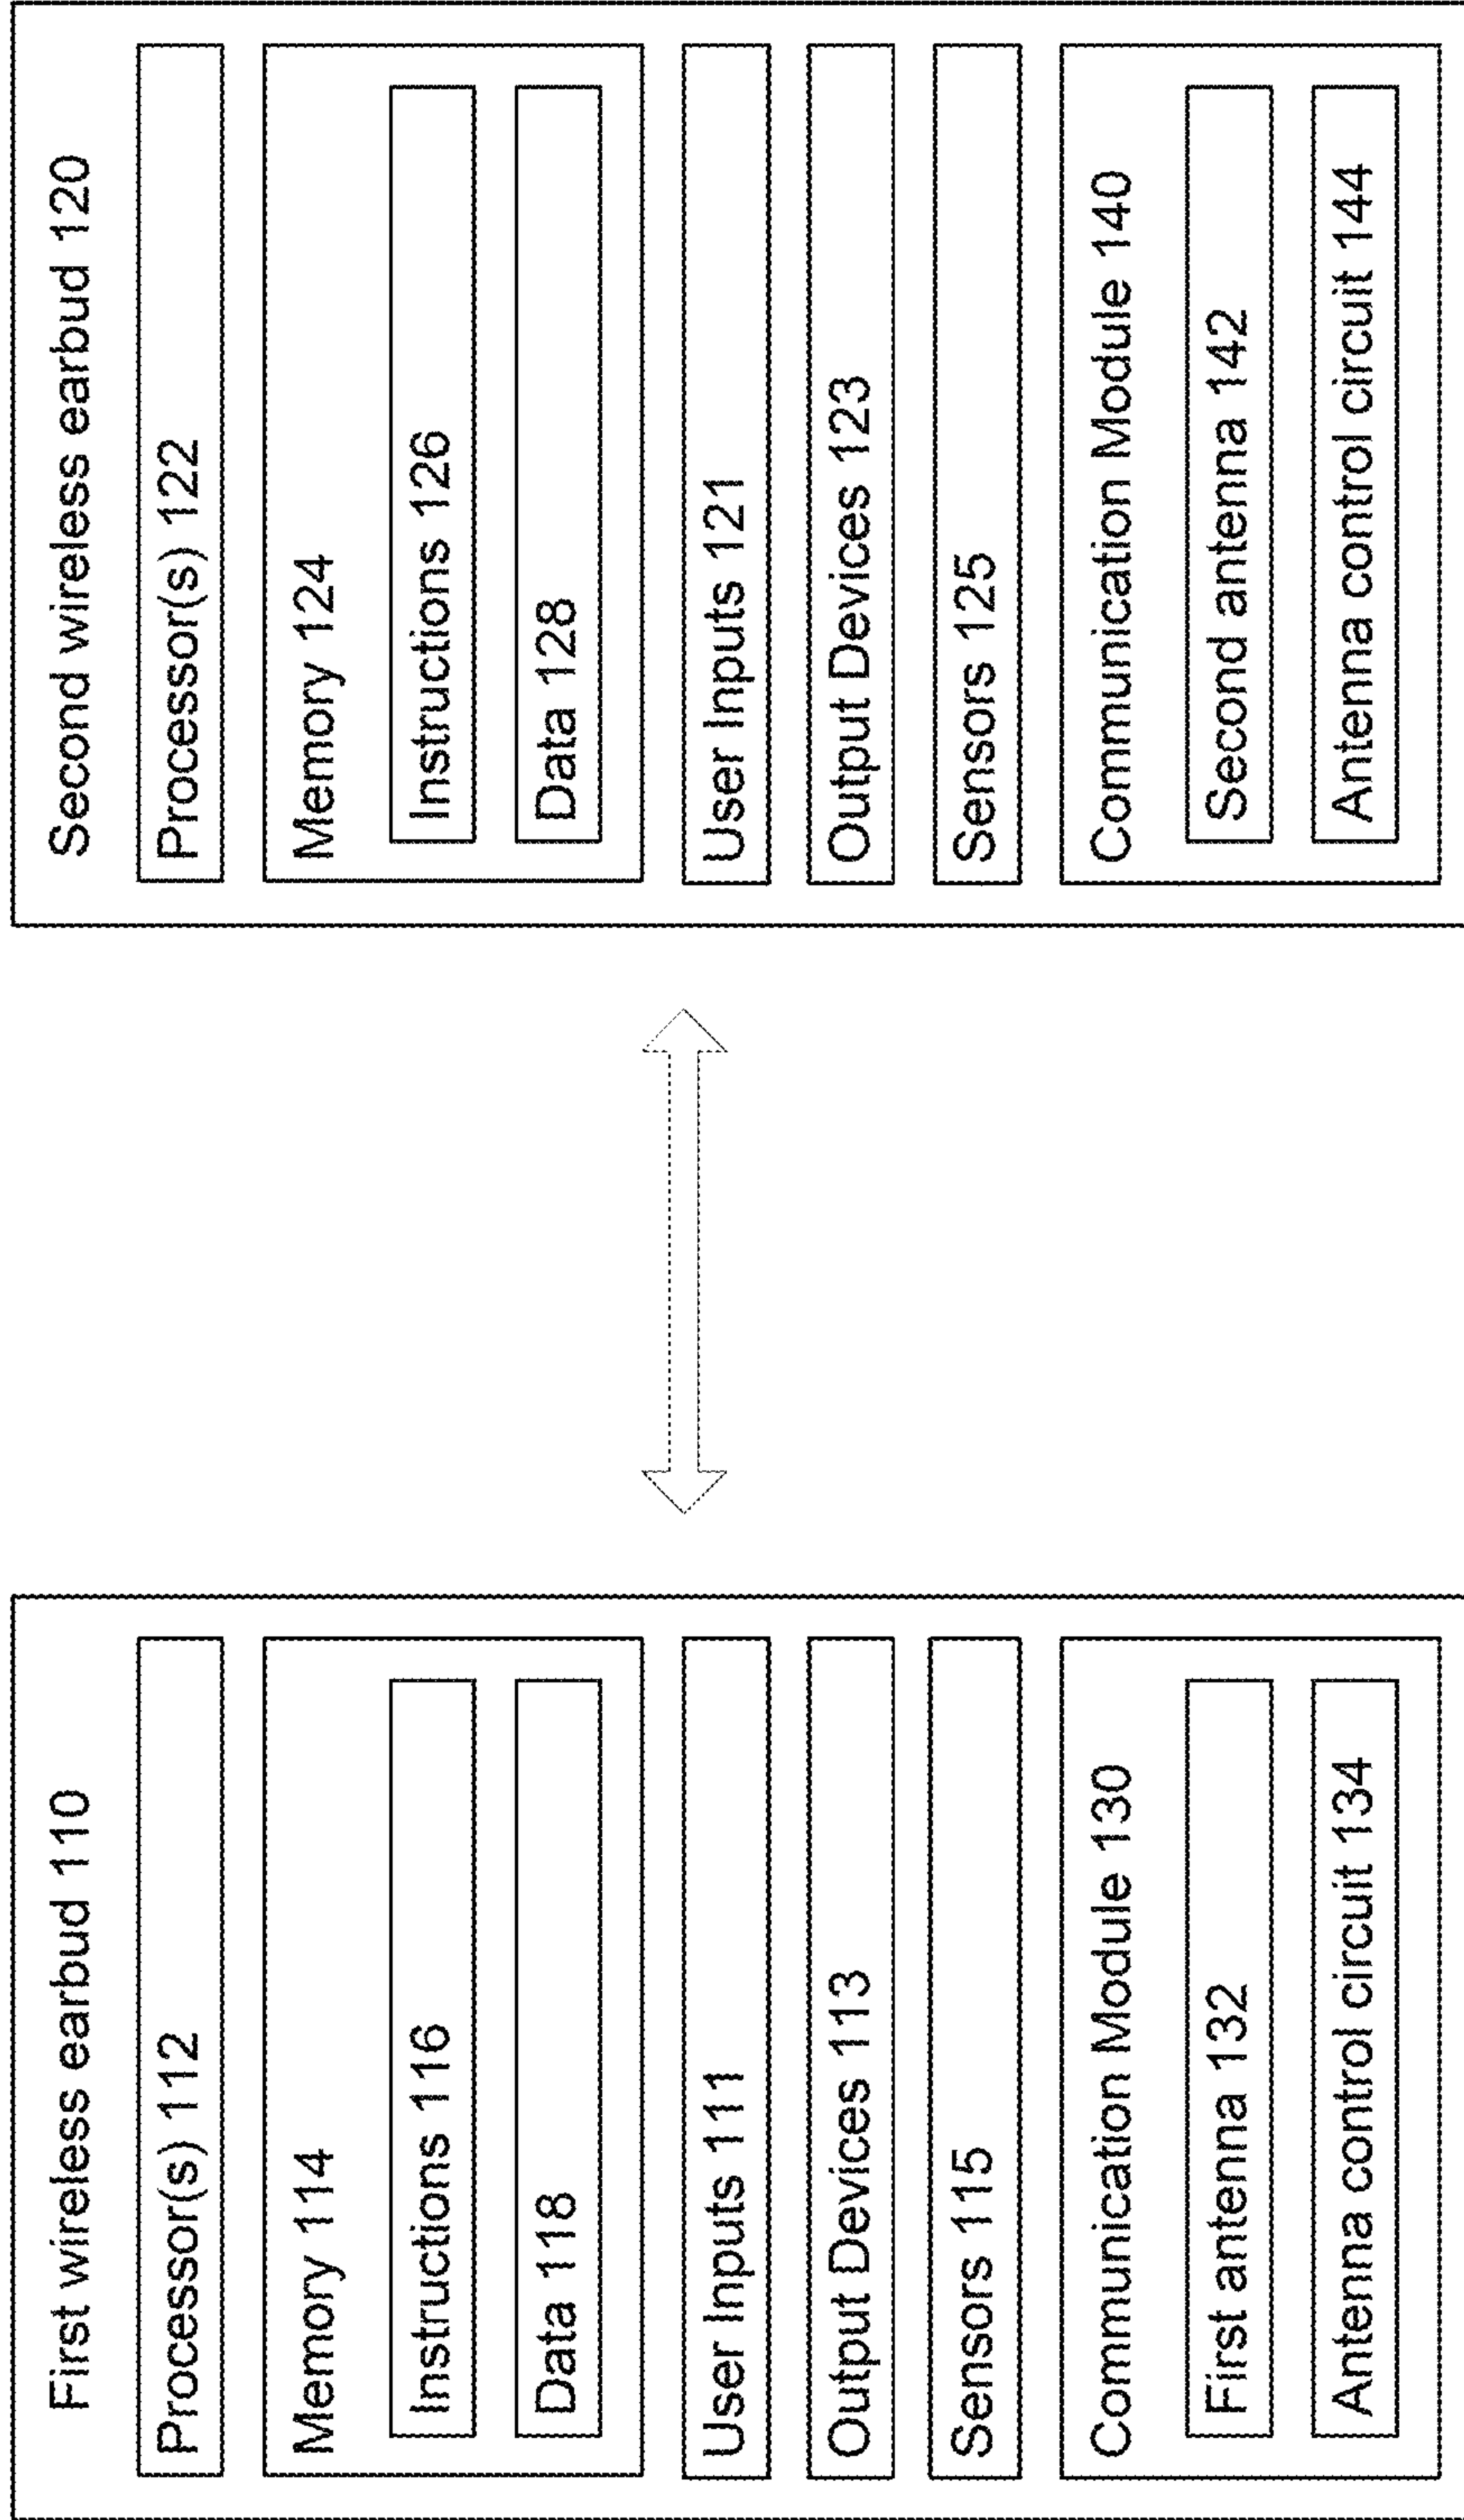 First wireless earbud 110
Processor(s) 112
Memory 114
Instructions 116
Data 118
User Inputs 111
Output Devices 113
Sensors 115
Communication Module 130
First antenna 132
Antenna control circuit 134
Second wireless earbud 120
Processor(s) 122
Memory 124
Instructions 126
Data 128
User Inputs 121
Output Devices 123
Sensors 125
Communication Module 140
Second antenna 142
Antenna control circuit 144